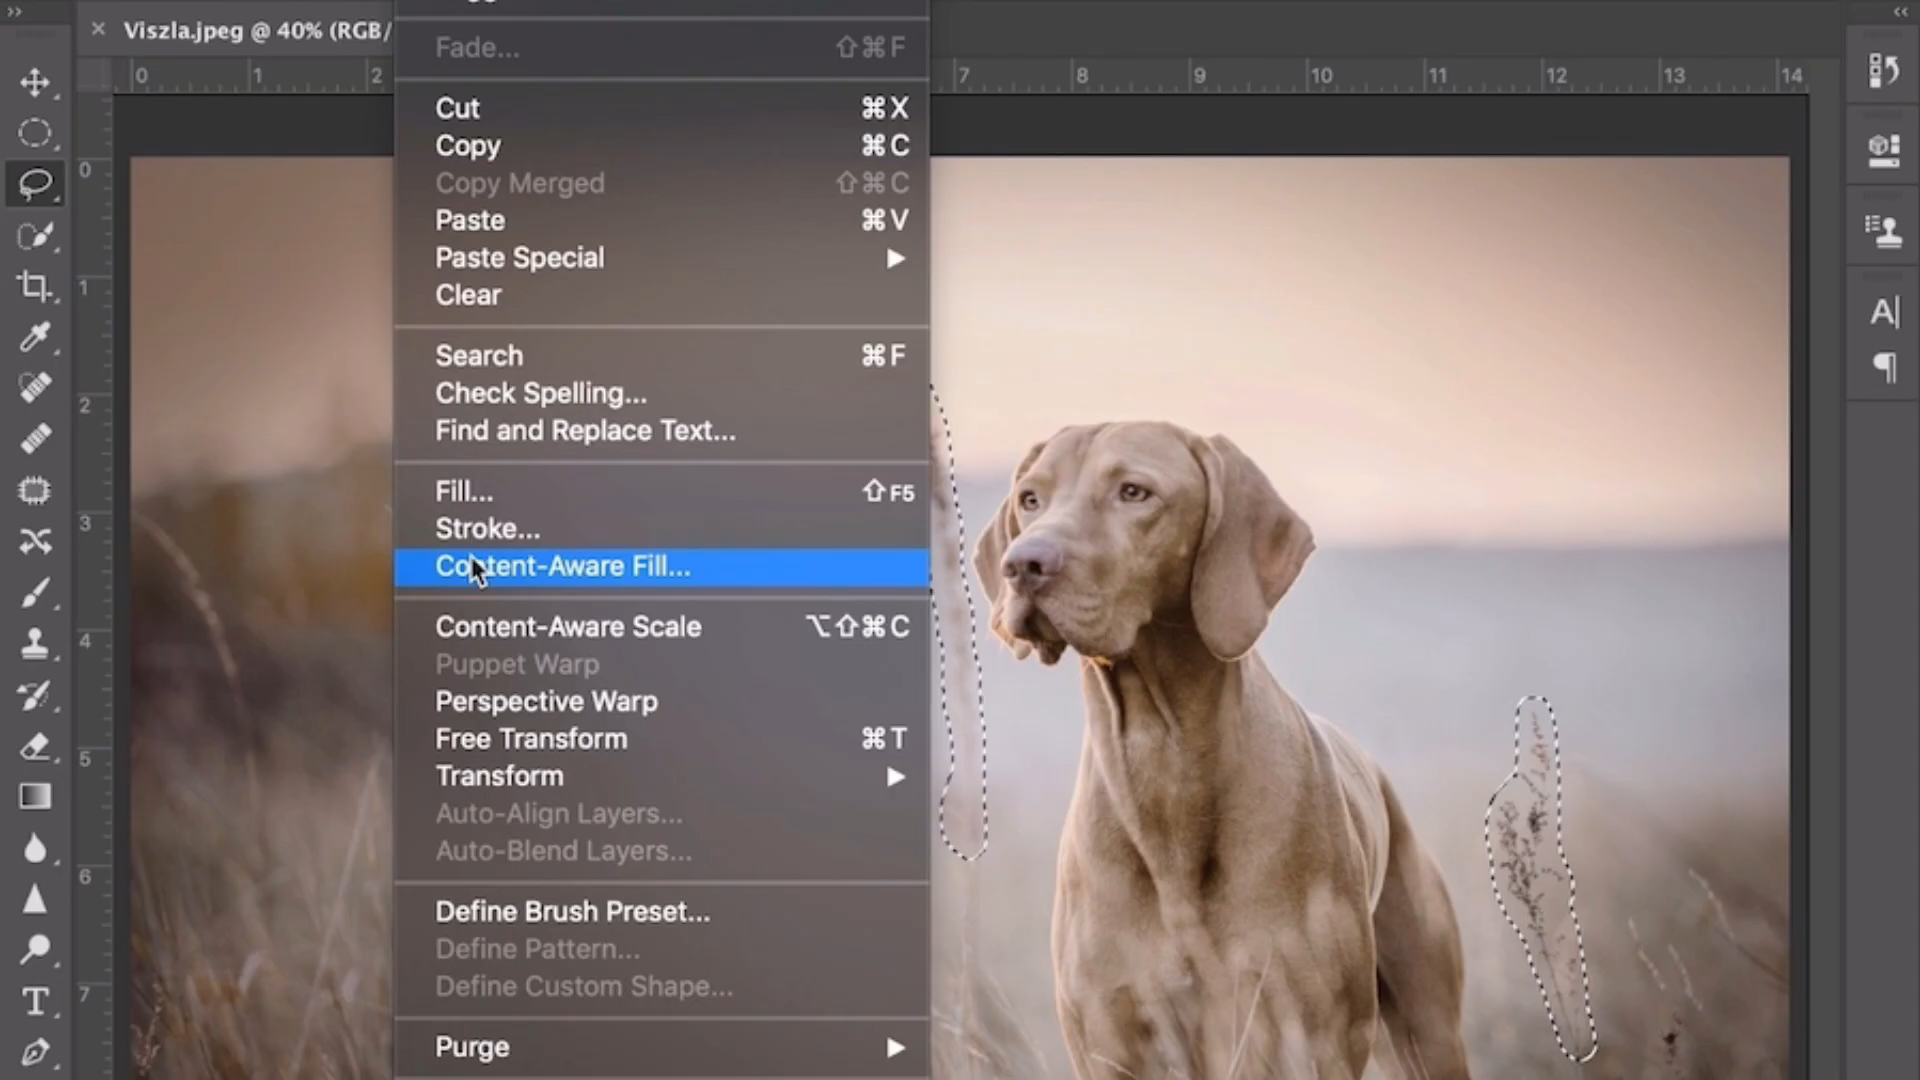 Viszla.jpeg @ 40% (RGB/
0 1 2 7 8 9 10 11 12 13 14
Fade... ⇧⌘F
Cut ⌘X
Copy ⌘C
Copy Merged ⇧⌘C
Paste ⌘V
Paste Special ▶
Clear
Search ⌘F
Check Spelling...
Find and Replace Text...
Fill... ⇧F5
Stroke...
Content-Aware Fill...
Content-Aware Scale ⌥⇧⌘C
Puppet Warp
Perspective Warp
Free Transform ⌘T
Transform ▶
Auto-Align Layers...
Auto-Blend Layers...
Define Brush Preset...
Define Pattern...
Define Custom Shape...
Purge ▶
0
1
2
3
4
5
6
7